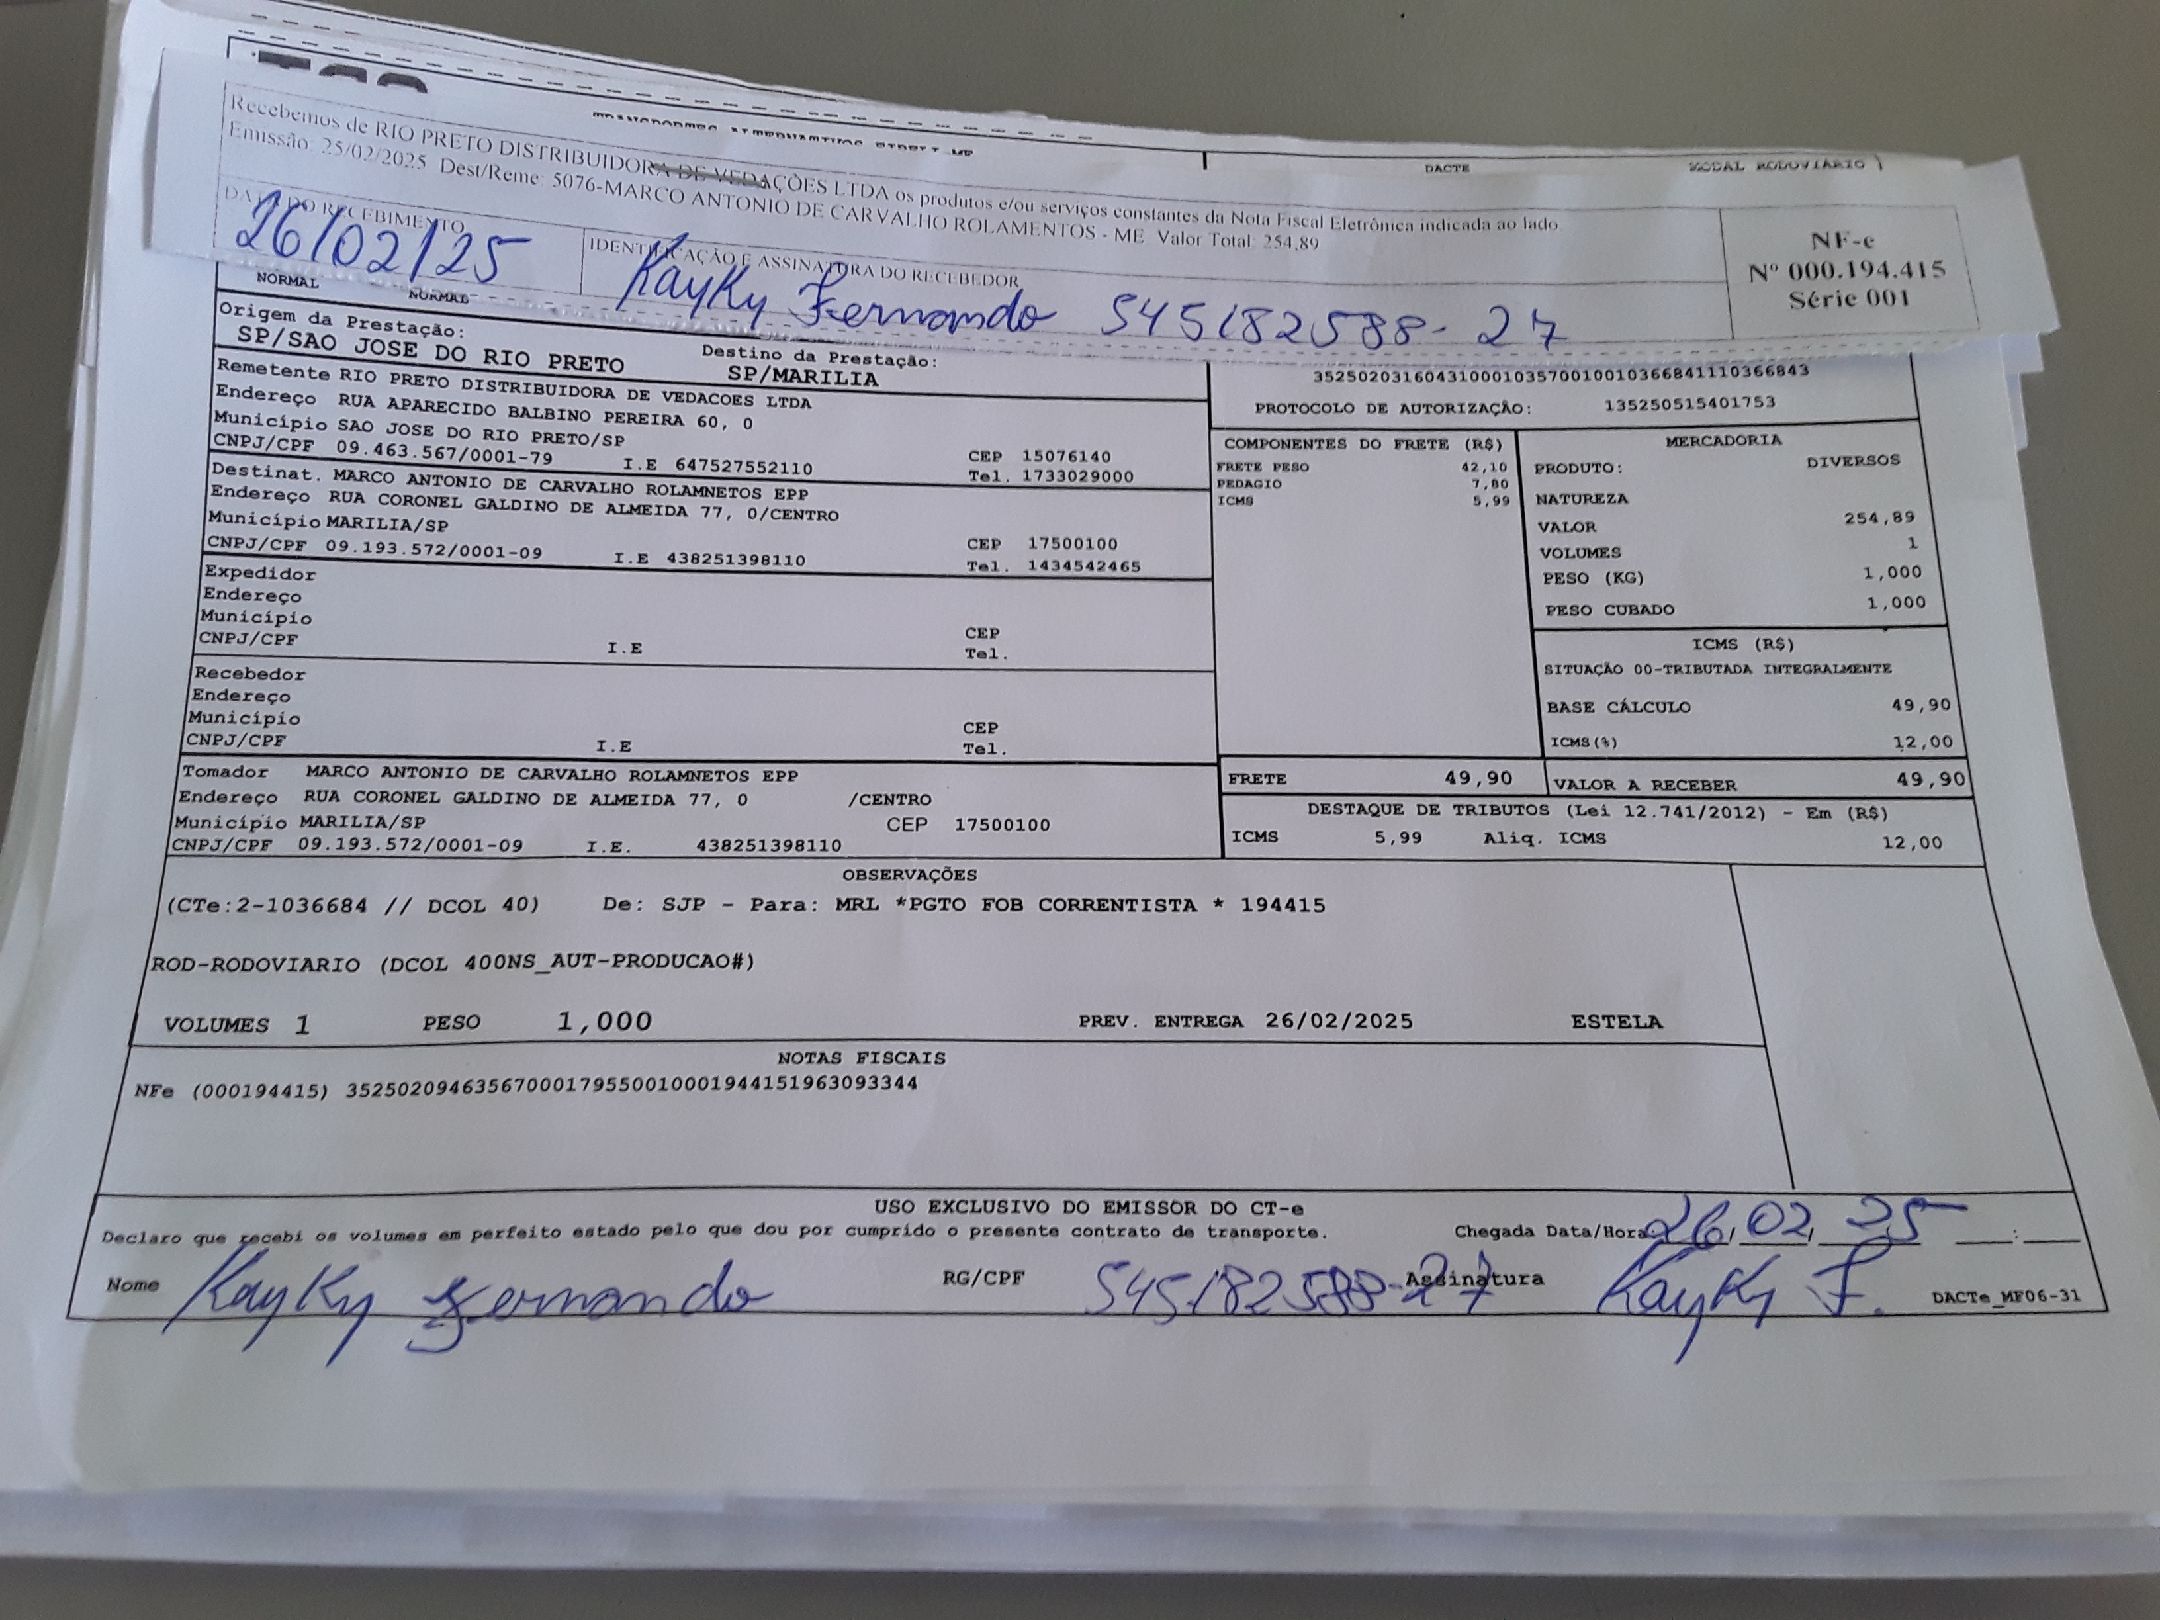 DACTE MODAL RODOVIÁRIO
Recebemos de RIO PRETO DISTRIBUIDORA DE VEDAÇÕES LTDA os produtos e/ou serviços constantes da Nota Fiscal Eletrônica indicada ao lado
Emissão: 25/02/2025 Dest/Reme: 5076-MARCO ANTONIO DE CARVALHO ROLAMENTOS - ME Valor Total: 254,89
DATA DO RECEBIMENTO
26/02/25
IDENTIFICAÇÃO E ASSINATURA DO RECEBEDOR
Kayky Fernando 545182588-27
NF-e
Nº 000.194.415
Série 001
NORMAL NORMAL
Origem da Prestação:
SP/SAO JOSE DO RIO PRETO
Destino da Prestação:
SP/MARILIA
Remetente RIO PRETO DISTRIBUIDORA DE VEDACOES LTDA
Endereço RUA APARECIDO BALBINO PEREIRA 60, 0
Município SAO JOSE DO RIO PRETO/SP CEP 15076140
CNPJ/CPF 09.463.567/0001-79 I.E 647527552110 Tel. 1733029000
Destinat. MARCO ANTONIO DE CARVALHO ROLAMNETOS EPP
Endereço RUA CORONEL GALDINO DE ALMEIDA 77, 0/CENTRO
Município MARILIA/SP CEP 17500100
CNPJ/CPF 09.193.572/0001-09 I.E 438251398110 Tel. 1434542465
Expedidor
Endereço
Município CEP
CNPJ/CPF I.E Tel.
Recebedor
Endereço
Município CEP
CNPJ/CPF I.E Tel.
Tomador MARCO ANTONIO DE CARVALHO ROLAMNETOS EPP
Endereço RUA CORONEL GALDINO DE ALMEIDA 77, 0 /CENTRO
Município MARILIA/SP CEP 17500100
CNPJ/CPF 09.193.572/0001-09 I.E. 438251398110
35250203160431000103570010010366841110366843
PROTOCOLO DE AUTORIZAÇÃO: 135250515401753
COMPONENTES DO FRETE (R$)
FRETE PESO 42,10
PEDAGIO 7,80
ICMS 5,99
MERCADORIA
PRODUTO: DIVERSOS
NATUREZA
VALOR 254,89
VOLUMES 1
PESO (KG) 1,000
PESO CUBADO 1,000
ICMS (R$)
SITUAÇÃO 00-TRIBUTADA INTEGRALMENTE
BASE CÁLCULO 49,90
ICMS(%) 12,00
FRETE 49,90 VALOR A RECEBER 49,90
DESTAQUE DE TRIBUTOS (Lei 12.741/2012) - Em (R$)
ICMS 5,99 Aliq. ICMS 12,00
OBSERVAÇÕES
(CTe:2-1036684 // DCOL 40) De: SJP - Para: MRL *PGTO FOB CORRENTISTA * 194415
ROD-RODOVIARIO (DCOL 400NS_AUT-PRODUCAO#)
VOLUMES 1 PESO 1,000 PREV. ENTREGA 26/02/2025 ESTELA
NOTAS FISCAIS
NFe (000194415) 35250209463567000179550010001944151963093344
USO EXCLUSIVO DO EMISSOR DO CT-e
Declaro que recebi os volumes em perfeito estado pelo que dou por cumprido o presente contrato de transporte. Chegada Data/Hora 26/02/25 __:__
Nome Kayky Fernando RG/CPF 545182588-27 Assinatura Kayky F. DACTe_MF06-31